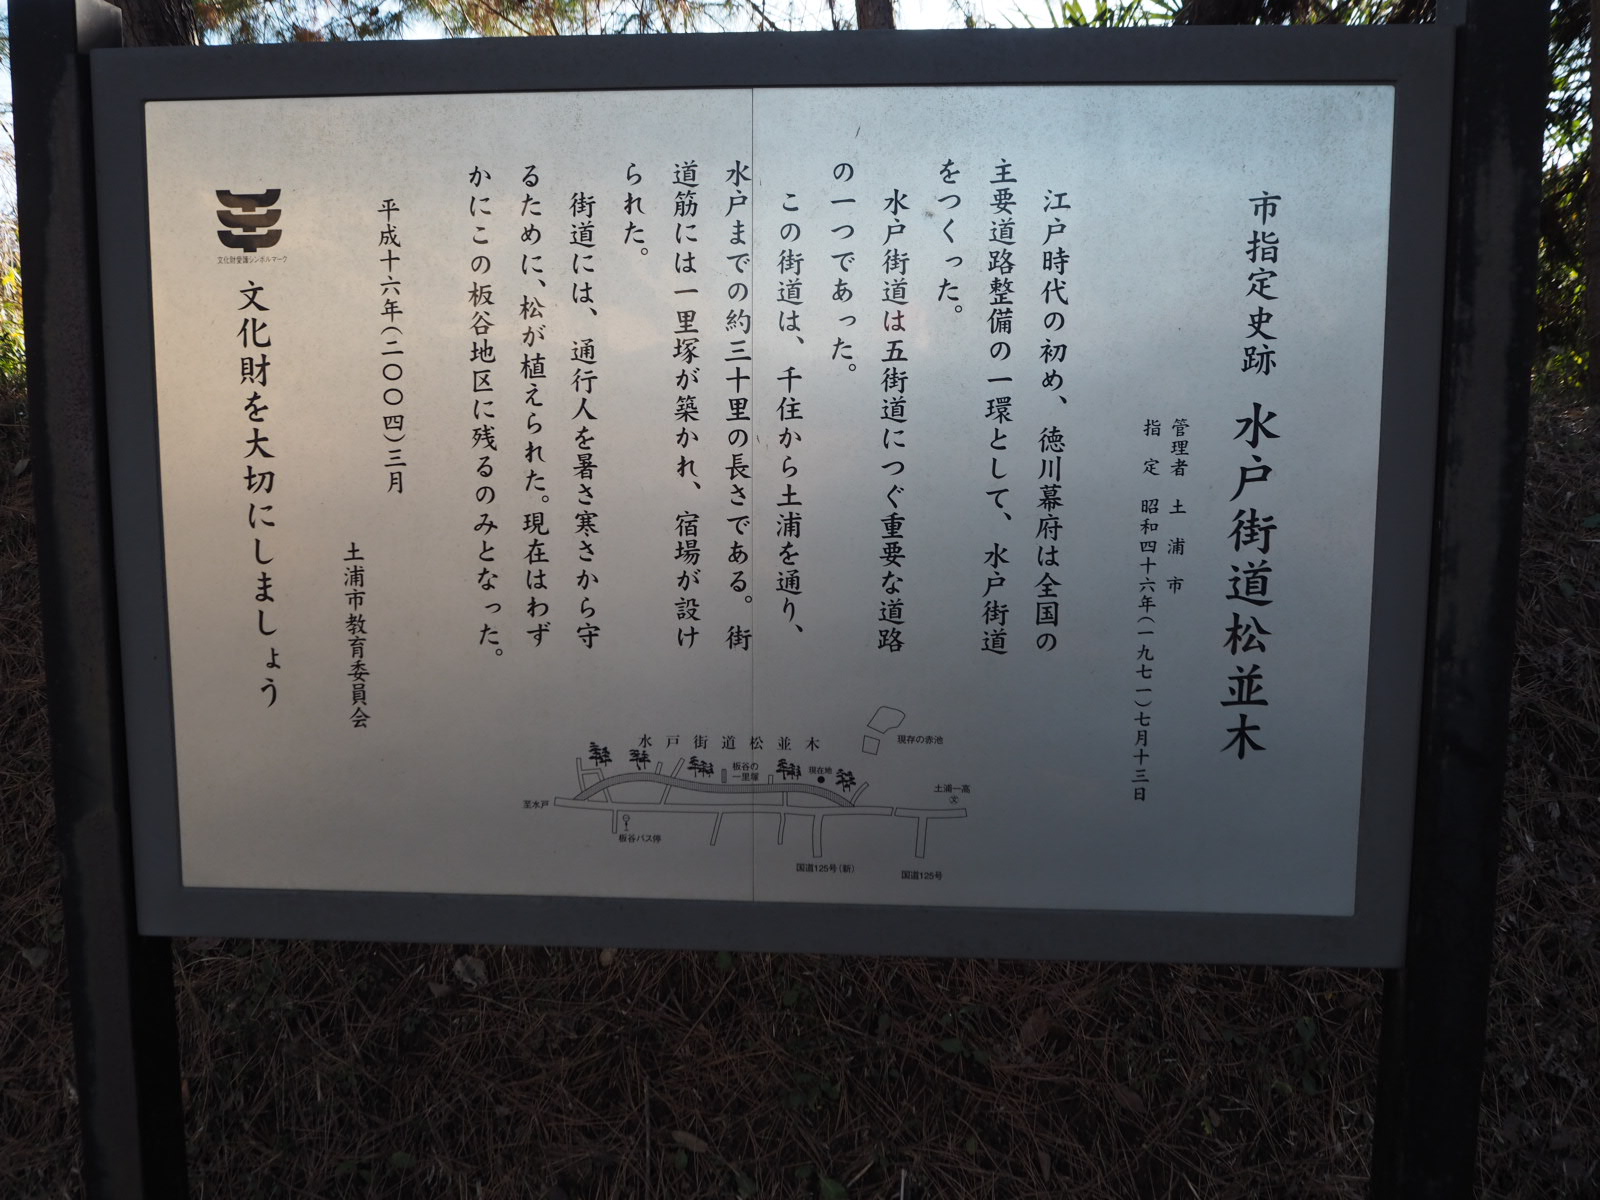 市指定史跡 水戸街道松並木
管理者 土浦市
指定 昭和四十六年(一九七一)七月十三日
江戸時代の初め、徳川幕府は全国の
主要道路整備の一環として、水戸街道
をつくった。
水戸街道は五街道につぐ重要な道路
の一つであった。
この街道は、千住から土浦を通り、
水戸までの約三十里の長さである。街
道筋には一里塚が築かれ、宿場が設け
られた。
街道には、通行人を暑さ寒さから守
るために、松が植えられた。現在はわず
かにこの板谷地区に残るのみとなった。
平成十六年(二〇〇四)三月
土浦市教育委員会
文化財愛護シンボルマーク
文化財を大切にしましょう
水戸街道松並木
現存の赤池
板谷の
一里塚
現在地
土浦一高
文
至水戸
板谷バス停
国道125号(新)
国道125号